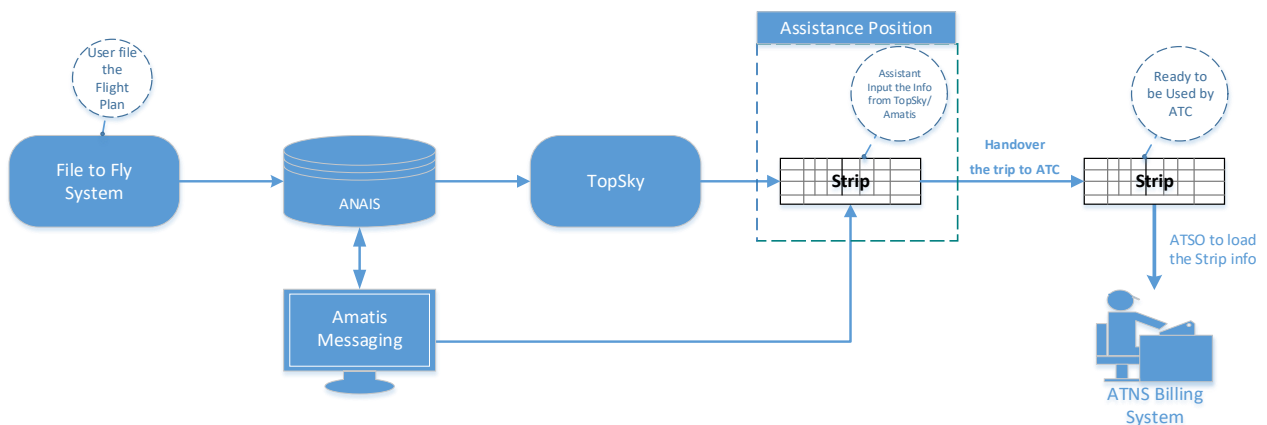 Assistance Position
User file
the
Flight
Plan
Assistant
Input the Info
from TopSky/
Amatis
Ready to
be Used by
ATC
File to Fly
System
ANAIS
TopSky
Strip
Handover
the trip to ATC
Strip
ATSO to load
the Strip info
Amatis
Messaging
ATNS Billing
System